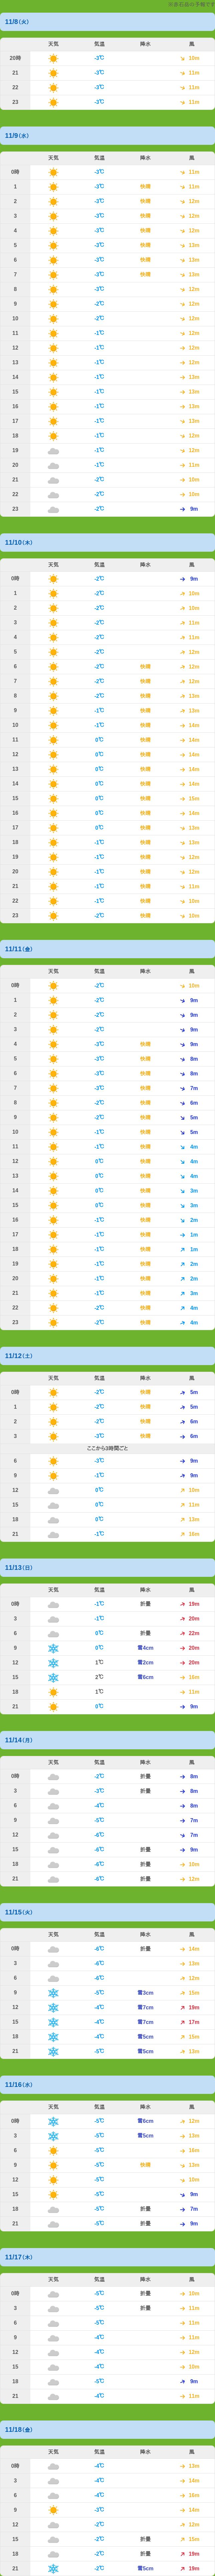 の予報です
11/8(火)
天気 気温 降水 風
20時 -3℃ 10m
21 -3℃ 11m
22 -3℃ 11m
23 -3℃ 11m
11/9(水)
天気 気温 降水 風
0時 -3℃ 11m
1 -3℃ 快晴 11m
2 -3℃ 快晴 12m
3 -3℃ 快晴 12m
4 -3℃ 快晴 12m
5 -3℃ 快晴 13m
6 -3℃ 快晴 13m
7 -3℃ 快晴 13m
8 -3℃ 12m
9 -2℃ 12m
10 -2℃ 12m
11 -1℃ 12m
12 -1℃ 12m
13 -1℃ 12m
14 -1℃ 13m
15 -1℃ 13m
16 -1℃ 13m
17 -1℃ 13m
18 -1℃ 12m
19 -1℃ 12m
20 -1℃ 11m
21 -2℃ 10m
22 -2℃ 10m
23 -2℃ 9m
11/10(木)
天気 気温 降水 風
0時 -2℃ 9m
1 -2℃ 10m
2 -2℃ 10m
3 -2℃ 11m
4 -2℃ 11m
5 -2℃ 12m
6 -2℃ 快晴 12m
7 -2℃ 快晴 12m
8 -2℃ 快晴 13m
9 -1℃ 快晴 13m
10 -1℃ 快晴 14m
11 0℃ 快晴 14m
12 0℃ 快晴 14m
13 0℃ 快晴 14m
14 0℃ 快晴 14m
15 0℃ 快晴 15m
16 0℃ 快晴 14m
17 0℃ 快晴 13m
18 -1℃ 快晴 13m
19 -1℃ 快晴 12m
20 -1℃ 快晴 12m
21 -1℃ 快晴 11m
22 -1℃ 快晴 10m
23 -2℃ 快晴 10m
11/11(金)
天気 気温 降水 風
0時 -2℃ 10m
1 -2℃ 9m
2 -2℃ 9m
3 -2℃ 9m
4 -3℃ 快晴 9m
5 -3℃ 快晴 8m
6 -3℃ 快晴 8m
7 -3℃ 快晴 7m
8 -2℃ 快晴 6m
9 -2℃ 快晴 5m
10 -1℃ 快晴 5m
11 -1℃ 快晴 4m
12 0℃ 快晴 4m
13 0℃ 快晴 4m
14 0℃ 快晴 3m
15 0℃ 快晴 3m
16 -1℃ 快晴 2m
17 -1℃ 快晴 1m
18 -1℃ 快晴 1m
19 -1℃ 快晴 2m
20 -1℃ 快晴 2m
21 -1℃ 快晴 3m
22 -2℃ 快晴 4m
23 -2℃ 快晴 4m
11/12(土)
天気 気温 降水 風
0時 -2℃ 快晴 5m
1 -2℃ 快晴 5m
2 -2℃ 快晴 6m
3 -3℃ 快晴 6m
ここから3時間ごと
6 -3℃ 9m
9 -1℃ 9m
12 0℃ 10m
15 0℃ 11m
18 0℃ 13m
21 -1℃ 16m
11/13(日)
天気 気温 降水 風
0時 -1℃ 折曇 19m
3 -1℃ 20m
6 0℃ 折曇 22m
9 0℃ 雪4cm 20m
12 1℃ 雪2cm 20m
15 2℃ 雪6cm 16m
18 1℃ 11m
21 0℃ 9m
11/14(月)
天気 気温 降水 風
0時 -2℃ 折曇 8m
3 -3℃ 折曇 8m
6 -4℃ 8m
9 -5℃ 7m
12 -6℃ 7m
15 -6℃ 折曇 9m
18 -6℃ 折曇 10m
21 -6℃ 折曇 12m
11/15(火)
天気 気温 降水 風
0時 -6℃ 折曇 14m
3 -6℃ 13m
6 -6℃ 12m
9 -5℃ 雪3cm 15m
12 -4℃ 雪7cm 19m
15 -4℃ 雪7cm 17m
18 -4℃ 雪5cm 15m
21 -5℃ 雪5cm 13m
11/16(水)
天気 気温 降水 風
0時 -5℃ 雪6cm 12m
3 -5℃ 雪5cm 13m
6 -5℃ 16m
9 -5℃ 快晴 13m
12 -5℃ 10m
15 -5℃ 9m
18 -5℃ 折曇 7m
21 -5℃ 折曇 9m
11/17(木)
天気 気温 降水 風
0時 -5℃ 折曇 10m
3 -5℃ 折曇 11m
6 -5℃ 11m
9 -4℃ 11m
12 -4℃ 12m
15 -4℃ 10m
18 -5℃ 9m
21 -4℃ 11m
11/18(金)
天気 気温 降水 風
0時 -4℃ 13m
3 -4℃ 14m
6 -4℃ 16m
9 -3℃ 14m
12 -2℃ 12m
15 -2℃ 折曇 15m
18 -2℃ 折曇 19m
21 -2℃ 雪5cm 19m